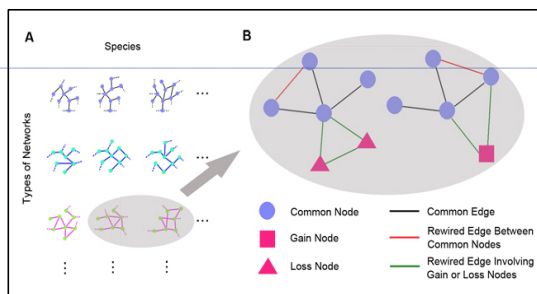 A
Species
Types of Networks
B
Common Node
Gain Node
Loss Node
Common Edge
Rewired Edge Between
Common Nodes
Rewired Edge Involving
Gain or Loss Nodes